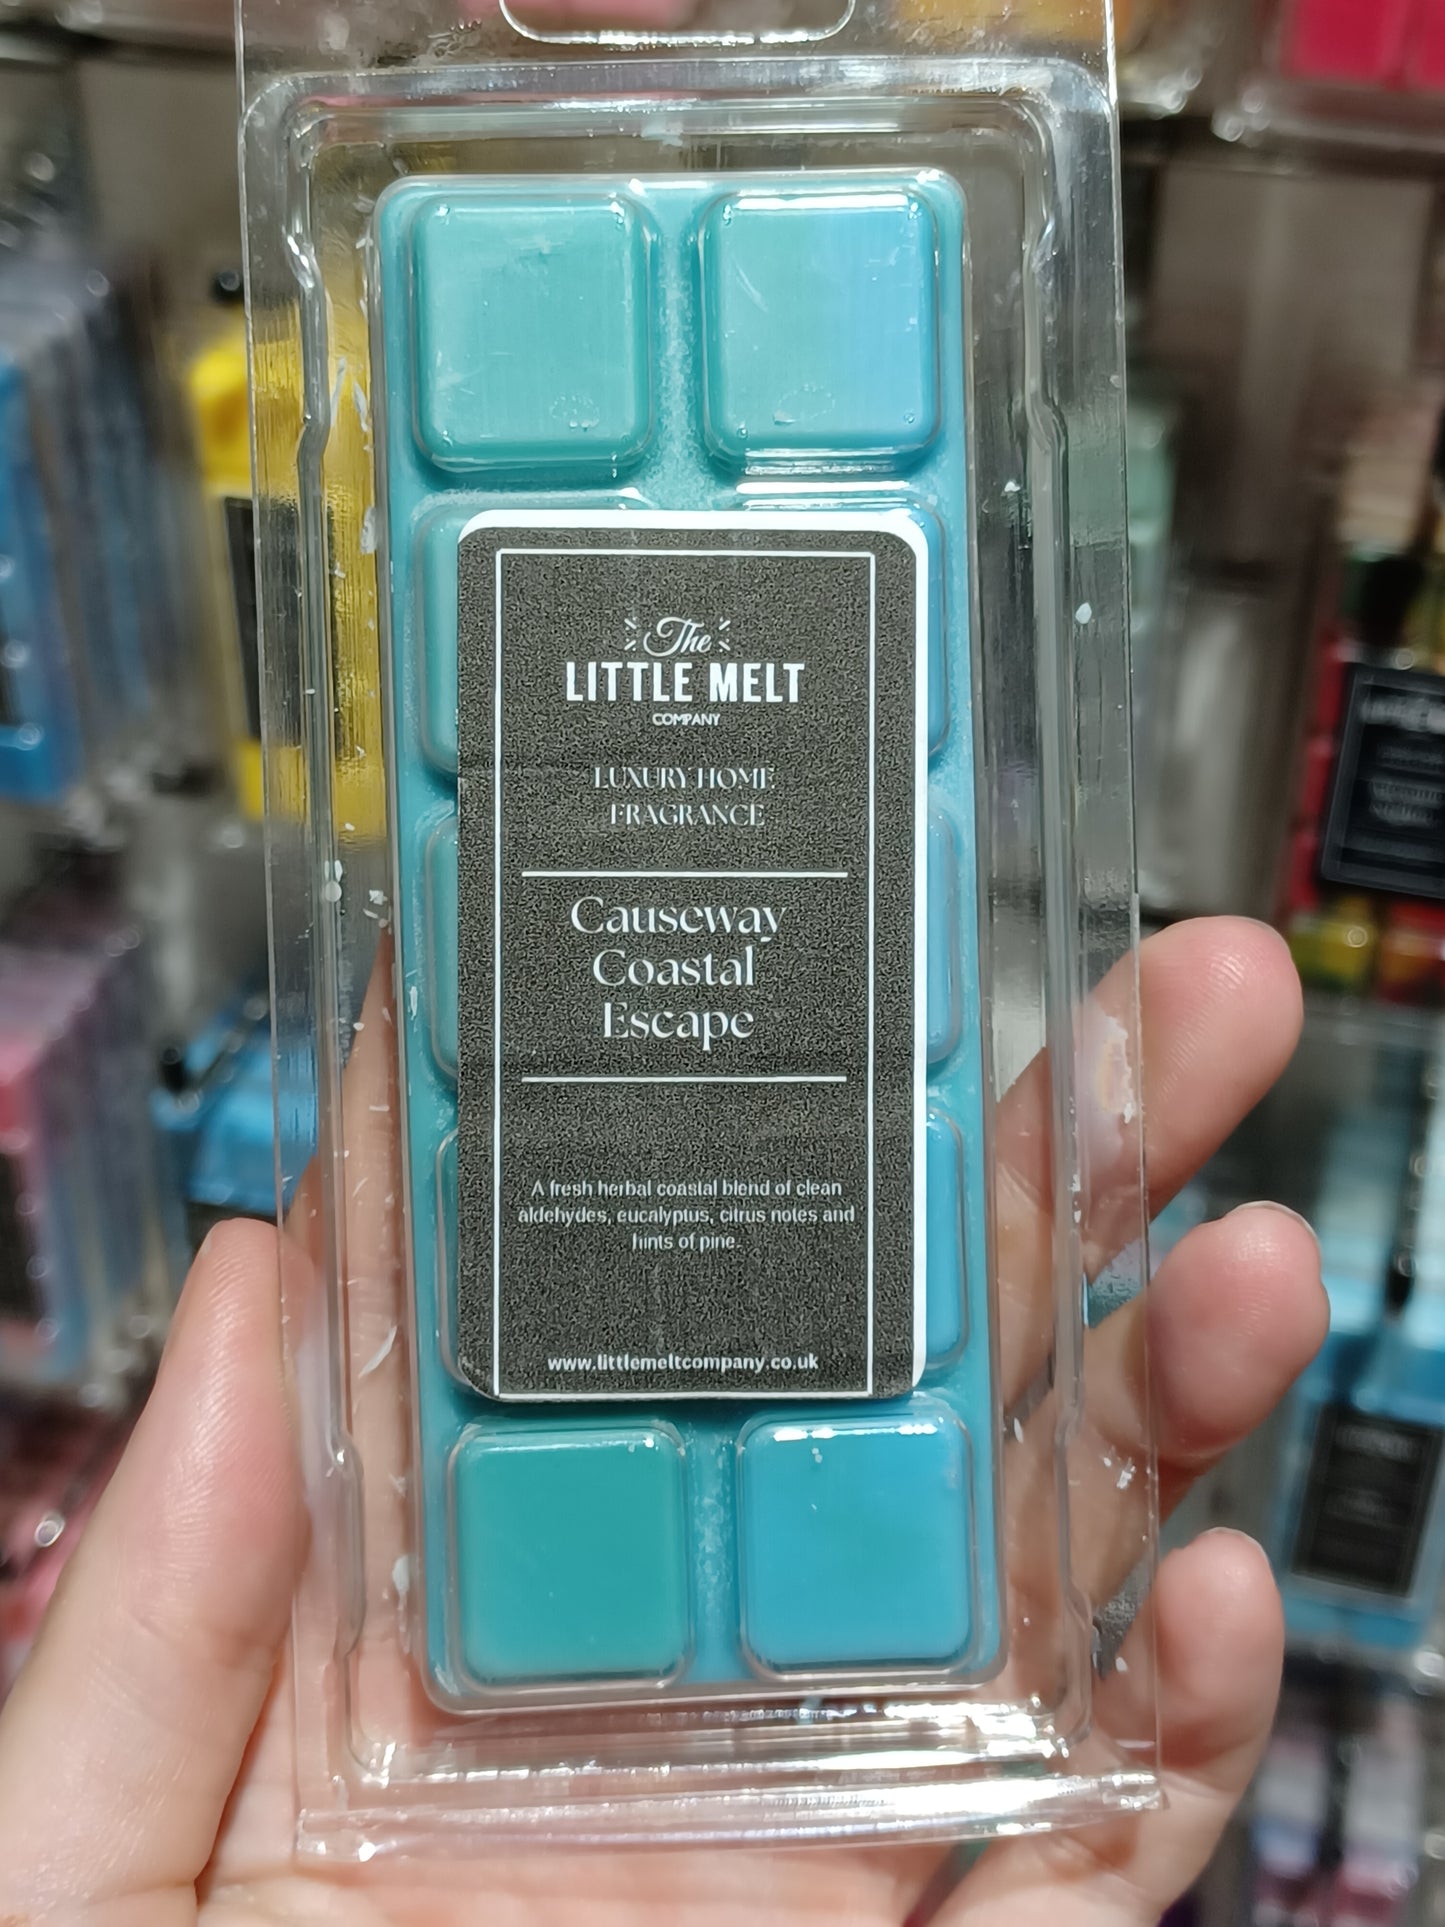 The
LITTLE MELT
COMPANY
LUXURY HOME
FRAGRANCE
Causeway
Coastal
Escape
A fresh herbal coastal blend of clean
aldehydes, eucalyptus, citrus notes and
hints of pine.
www.littlemeltcompany.co.uk